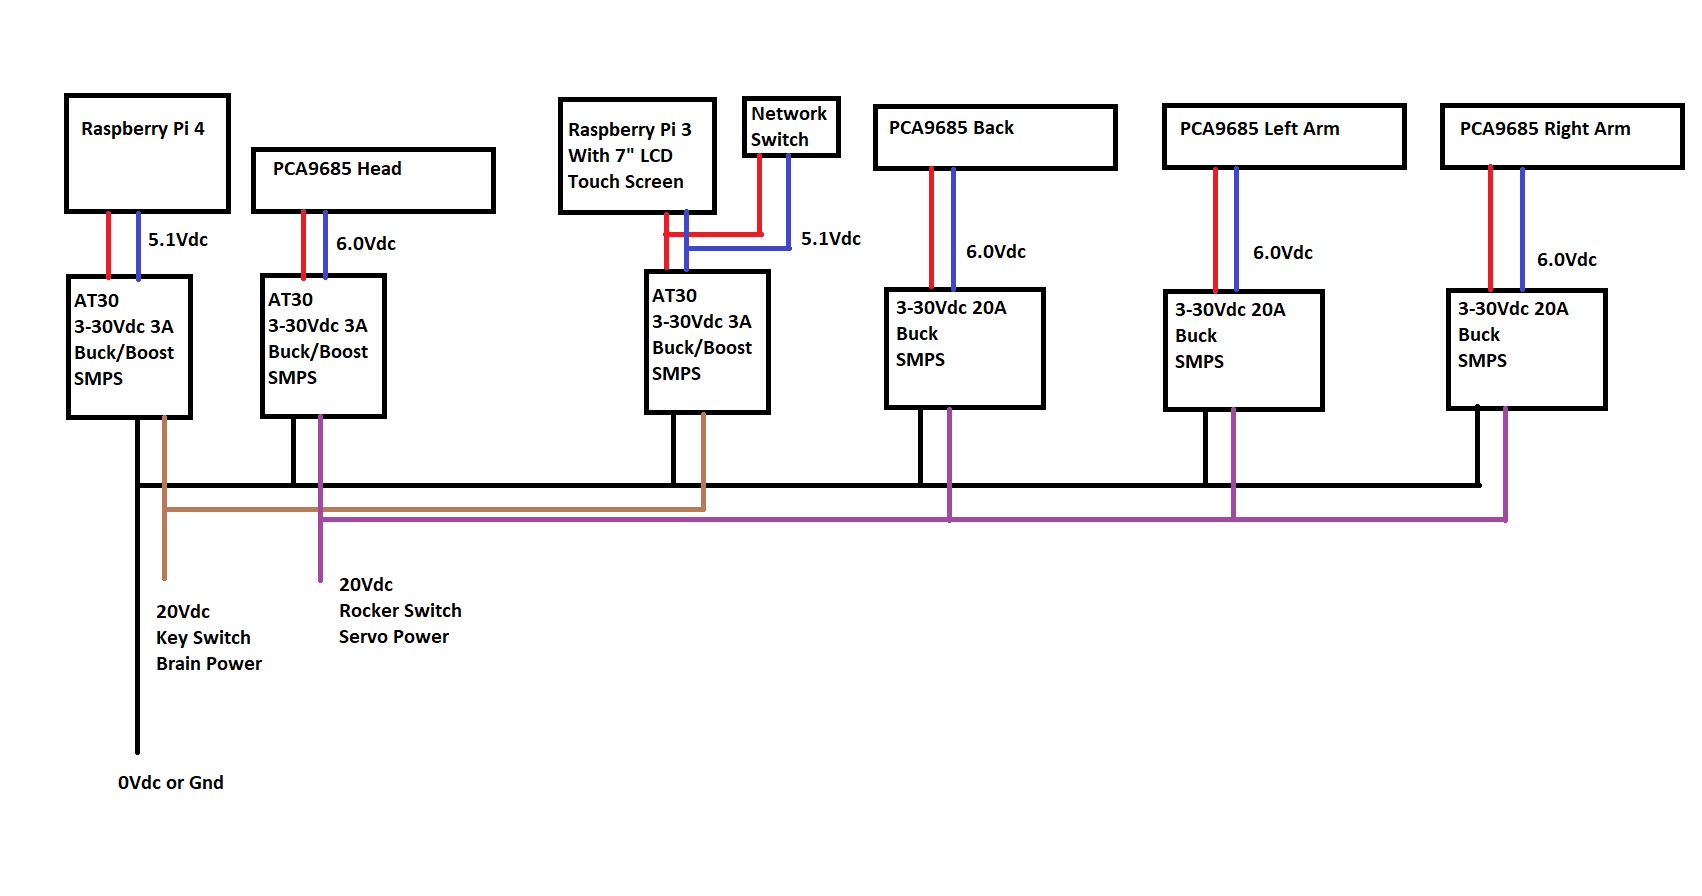 Raspberry Pi 4
PCA9685 Head
Raspberry Pi 3
With 7" LCD
Touch Screen
Network
Switch
PCA9685 Back
PCA9685 Left Arm
PCA9685 Right Arm
5.1Vdc
6.0Vdc
5.1Vdc
6.0Vdc
6.0Vdc
6.0Vdc
AT30
3-30Vdc 3A
Buck/Boost
SMPS
AT30
3-30Vdc 3A
Buck/Boost
SMPS
AT30
3-30Vdc 3A
Buck/Boost
SMPS
3-30Vdc 20A
Buck
SMPS
3-30Vdc 20A
Buck
SMPS
3-30Vdc 20A
Buck
SMPS
20Vdc
Key Switch
Brain Power
20Vdc
Rocker Switch
Servo Power
0Vdc or Gnd